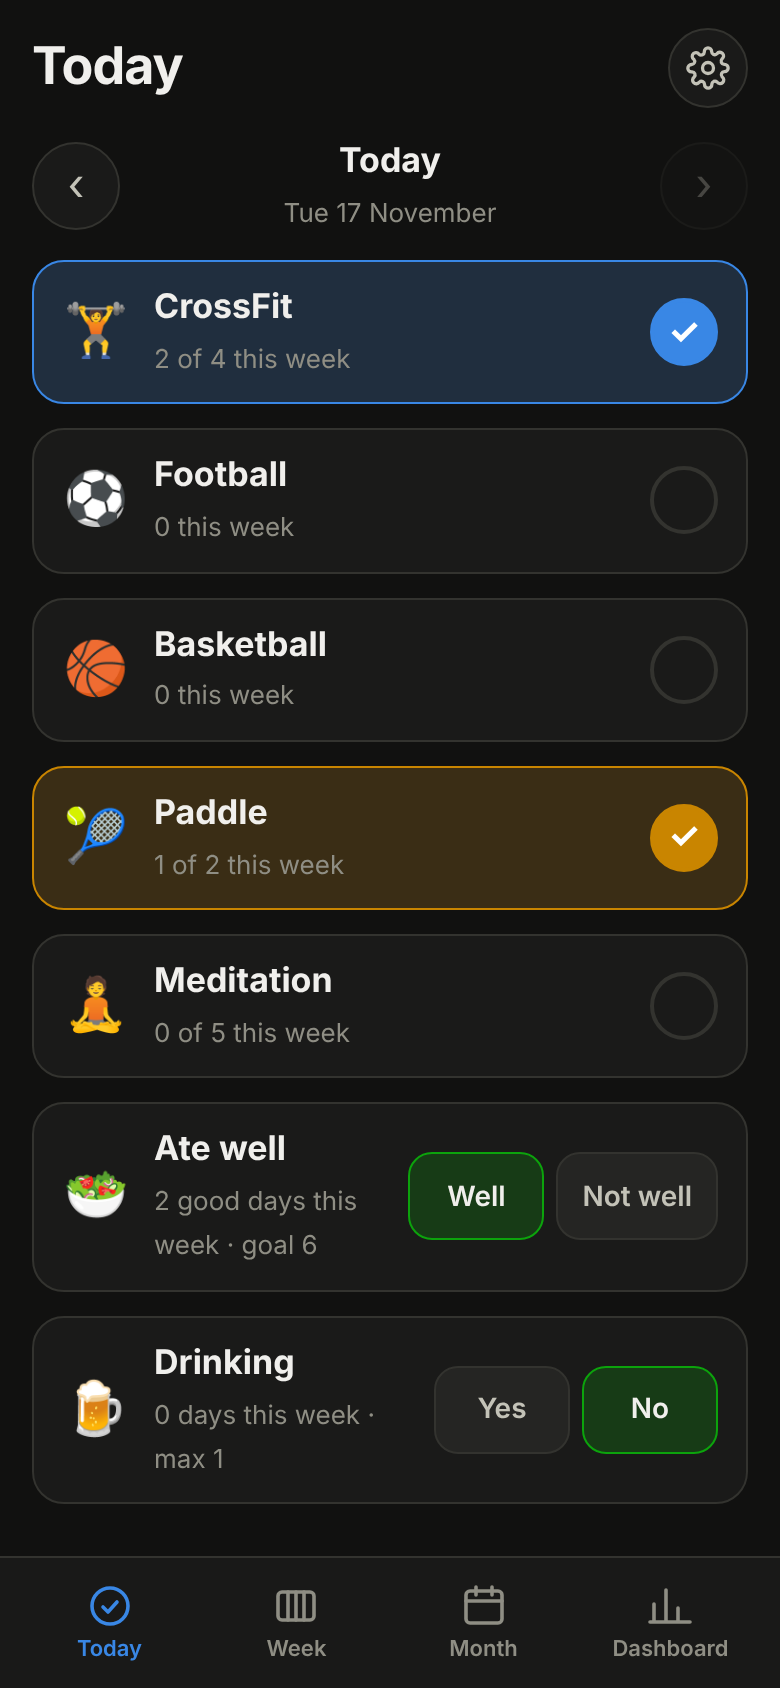 Today
Today
Tue 17 November
CrossFit
2 of 4 this week
Football
0 this week
Basketball
0 this week
Paddle
1 of 2 this week
Meditation
0 of 5 this week
Ate well
2 good days this
week · goal 6
Well
Not well
Drinking
0 days this week ·
max 1
Yes
No
Today
Week
Month
Dashboard